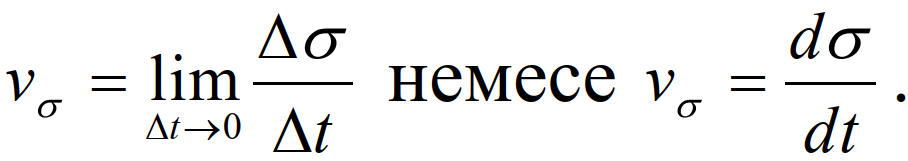 v_σ = lim_{Δt→0} Δσ/Δt немесе v_σ = dσ/dt .